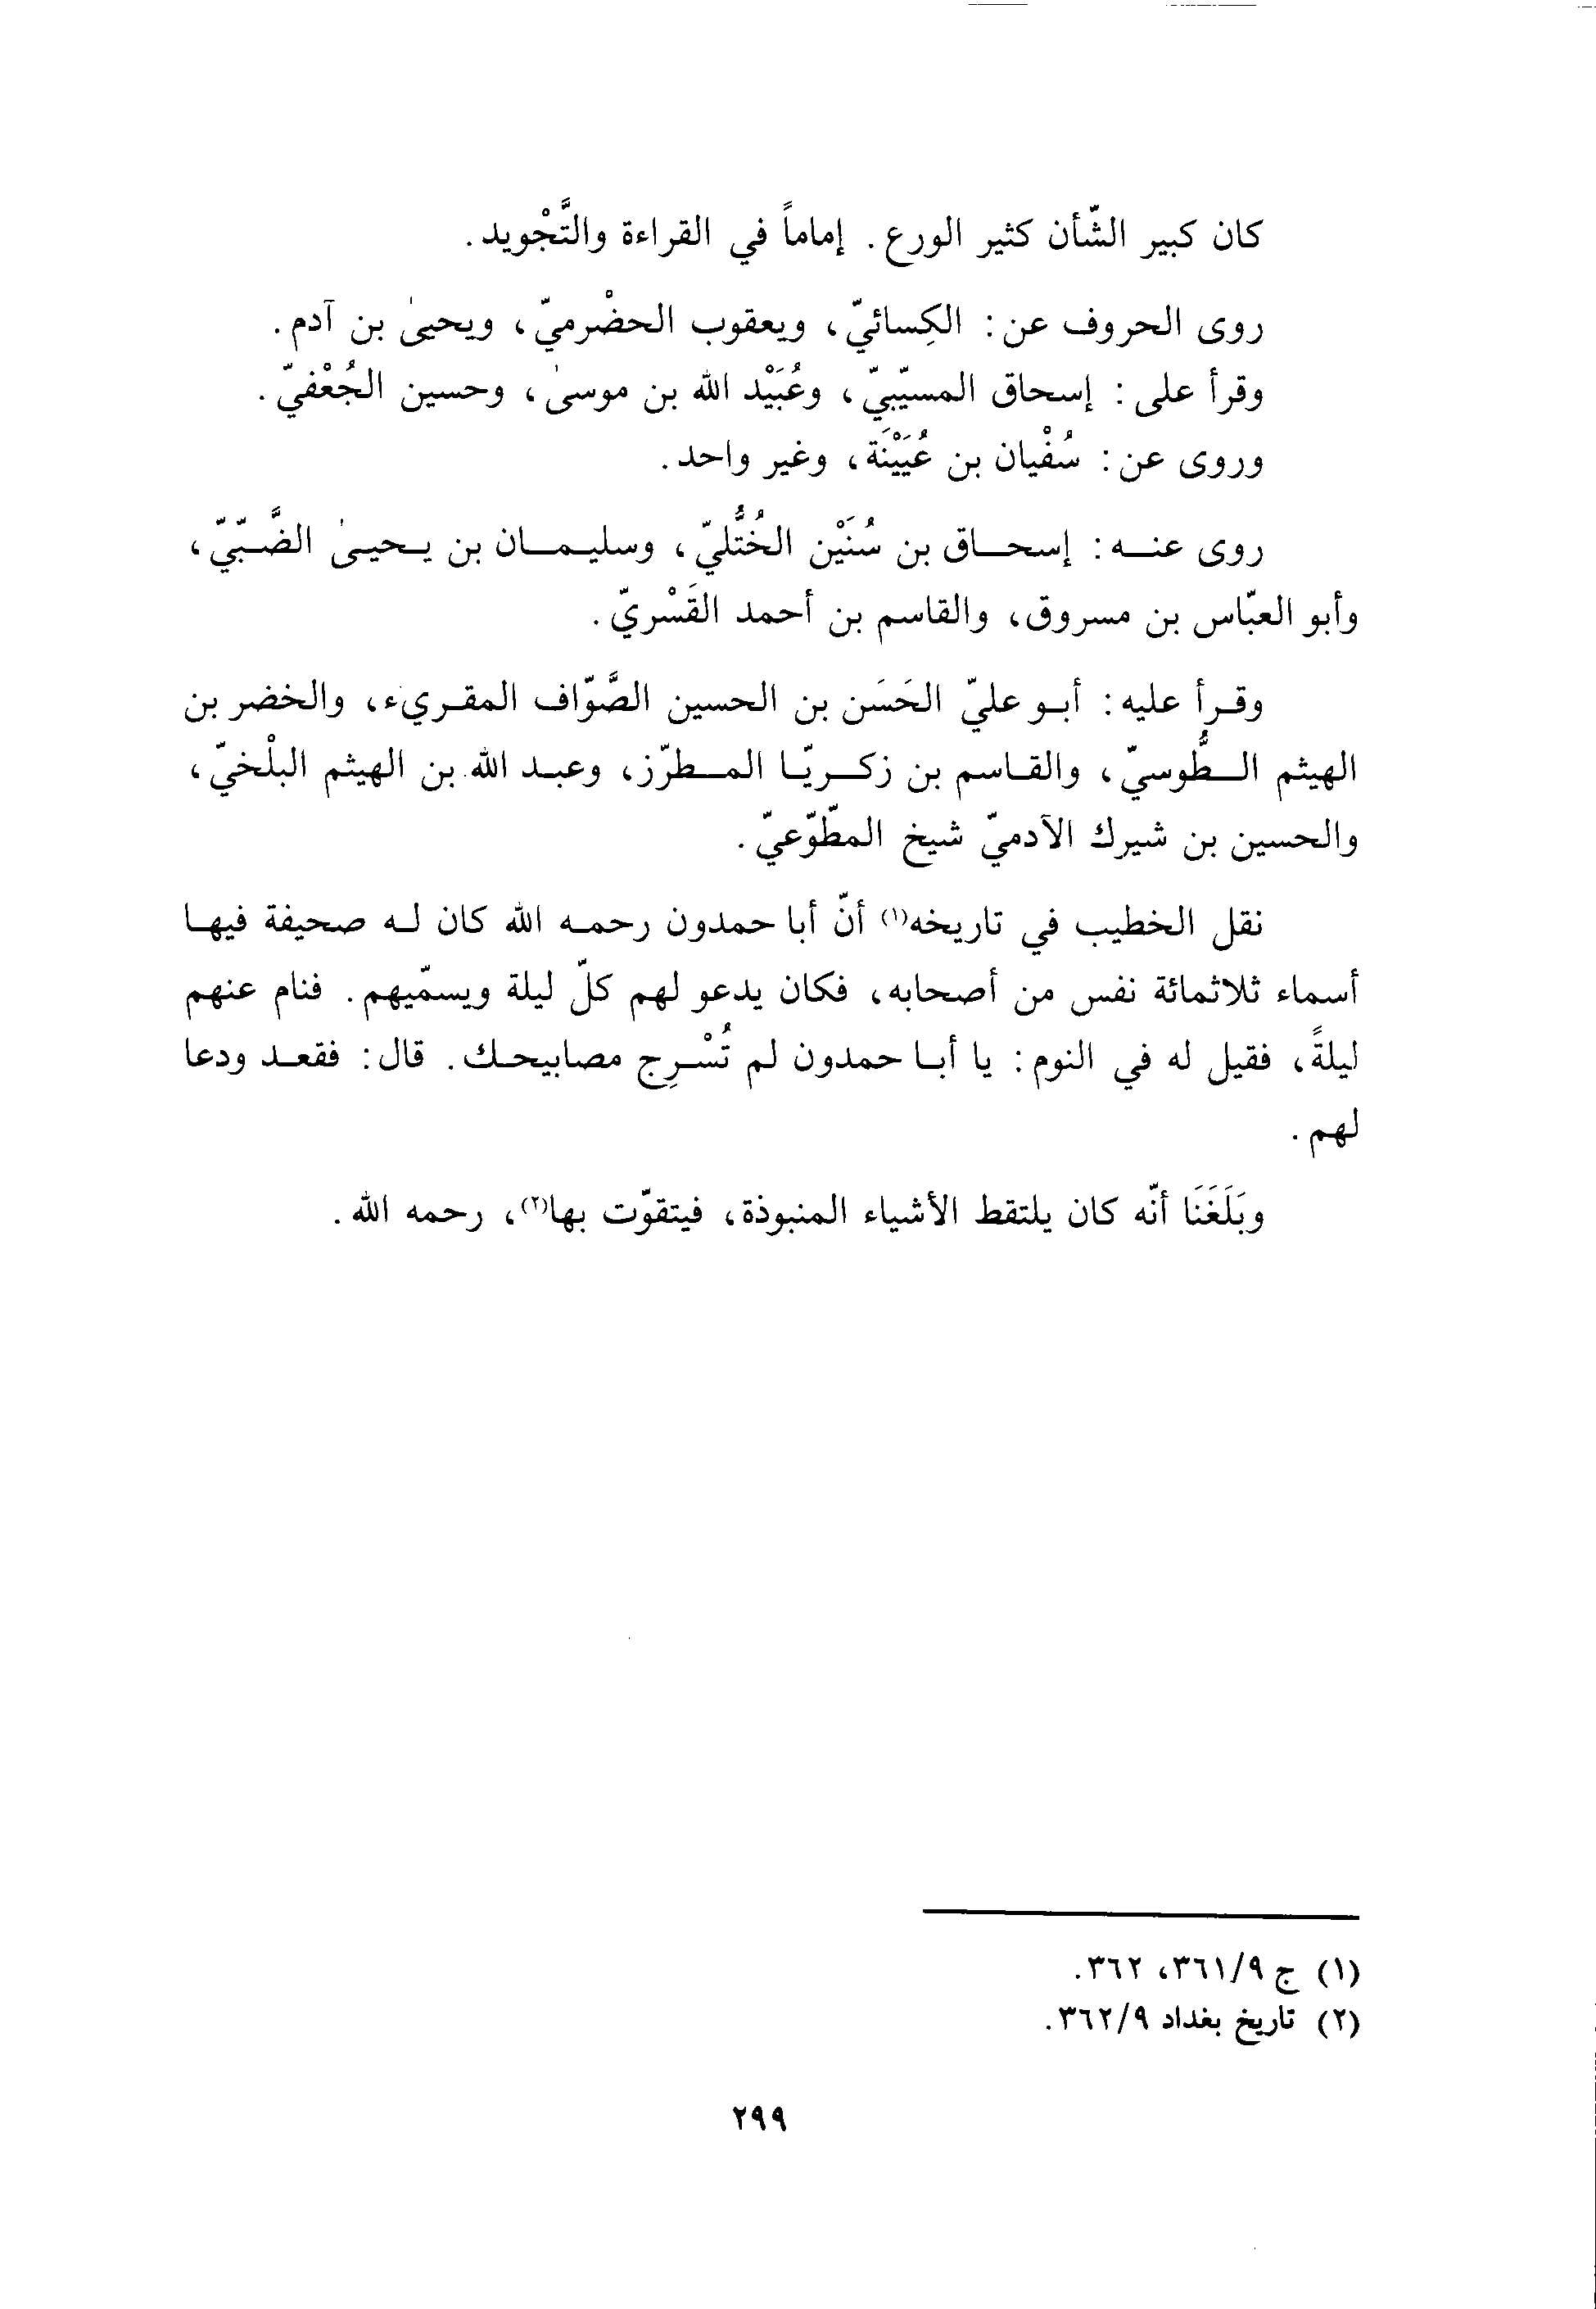 كان كبير الشّأن كثير الورع. إماماً في القراءة والتَّجْويد.
روى الحروف عن: الكِسائيّ، ويعقوب الحضْرميّ، ويحيىٰ بن آدم.
وقرأ على: إسحاق المسيّبيّ، وعُبَيْد الله بن موسىٰ، وحسين الجُعْفيّ.
وروى عن: سُفْيان بن عُيَيْنَة، وغير واحد.
روى عنه: إسحاق بن سُنَيْن الخُتَّليّ، وسليمان بن يحيىٰ الضَّبّيّ،
وأبو العبّاس بن مسروق، والقاسم بن أحمد القَسْريّ.
وقرأ عليه: أبو عليّ الحَسَن بن الحسين الصَّوّاف المقريء، والخضر بن
الهيثم الطُّوسيّ، والقاسم بن زكريّا المطرّز، وعبد الله بن الهيثم البلْخيّ،
والحسين بن شيرك الآدميّ شيخ المطّوّعيّ.
نقل الخطيب في تاريخه(١) أنّ أبا حمدون رحمه الله كان له صحيفة فيها
أسماء ثلاثمائة نفس من أصحابه، فكان يدعو لهم كلّ ليلة ويسمّيهم. فنام عنهم
ليلةً، فقيل له في النوم: يا أبا حمدون لم تُسْرِج مصابيحك. قال: فقعد ودعا
لهم.
وبَلَغَنَا أنّه كان يلتقط الأشياء المنبوذة، فيتقوّت بها(٢)، رحمه الله.
(١) ج ٣٦١/٩، ٣٦٢.
(٢) تاريخ بغداد ٣٦٢/٩.
٢٩٩